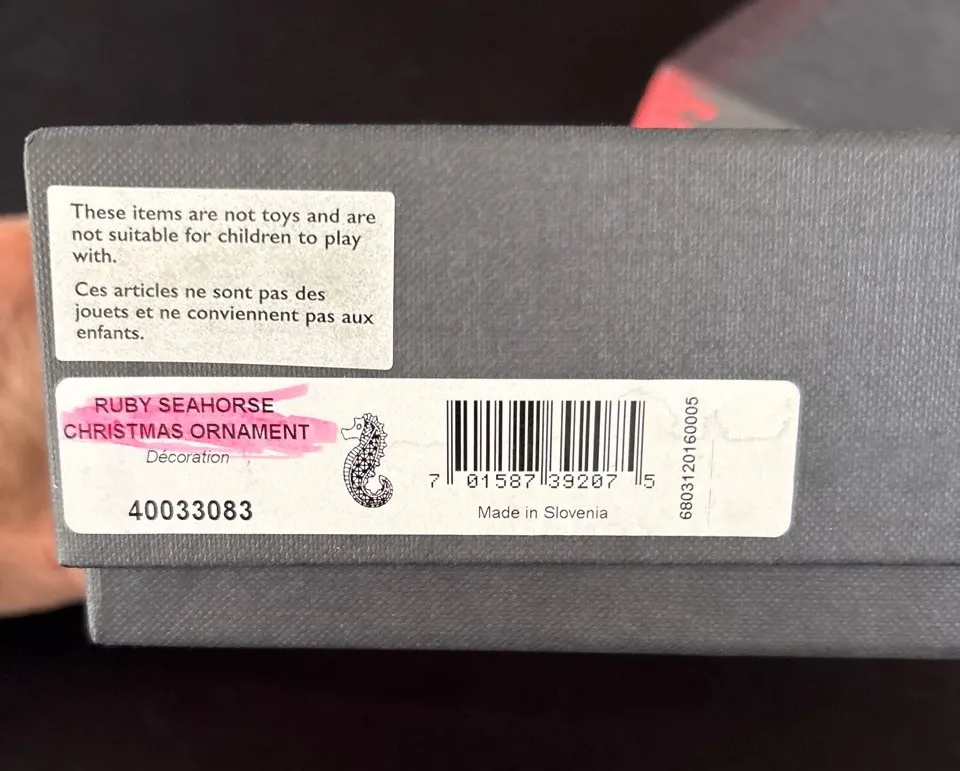 These items are not toys and are
not suitable for children to play
with.
Ces articles ne sont pas des
jouets et ne conviennent pas aux
enfants.
RUBY SEAHORSE
CHRISTMAS ORNAMENT
Décoration
40033083
7 01587 39207 5
Made in Slovenia
6803120160005